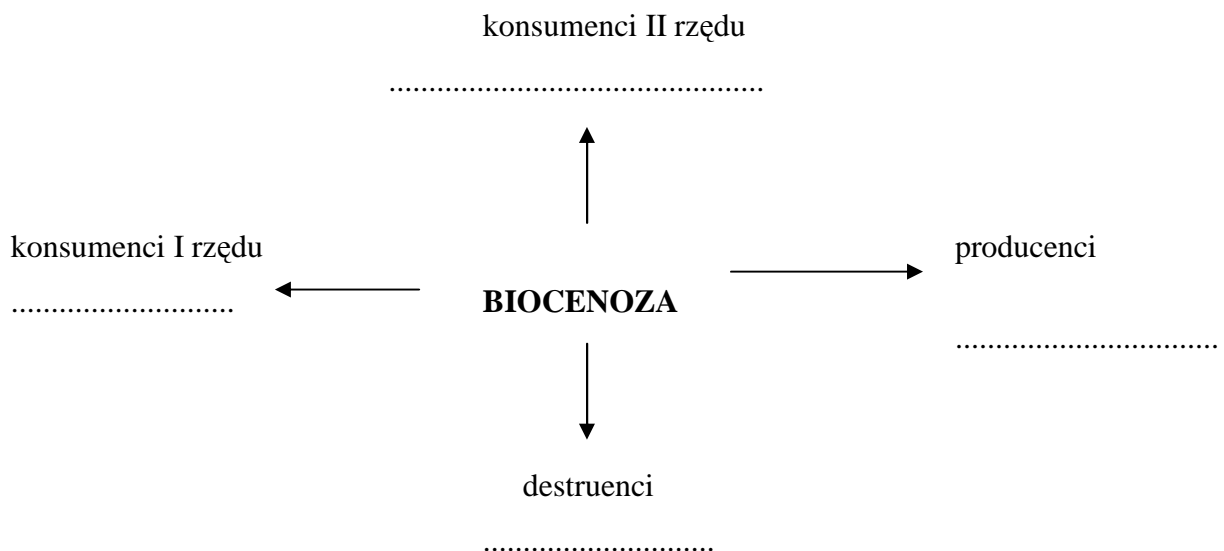 konsumenci II rzędu
................................................
konsumenci I rzędu
............................
producenci
BIOCENOZA
.................................
destruenci
.............................